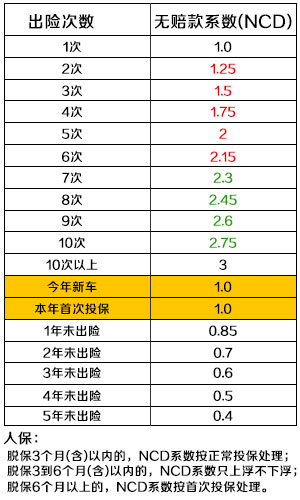 出险次数 无赔款系数(NCD)
1次 1.0
2次 1.25
3次 1.5
4次 1.75
5次 2
6次 2.15
7次 2.3
8次 2.45
9次 2.6
10次 2.75
10次以上 3
今年新车 1.0
本年首次投保 1.0
1年未出险 0.85
2年未出险 0.7
3年未出险 0.6
4年未出险 0.5
5年未出险 0.4
人保:
脱保3个月(含)以内的，NCD系数按正常投保处理；
脱保3到6个月(含)以内的，NCD系数只上浮不下浮；
脱保6个月以上的，NCD系数按首次投保处理。